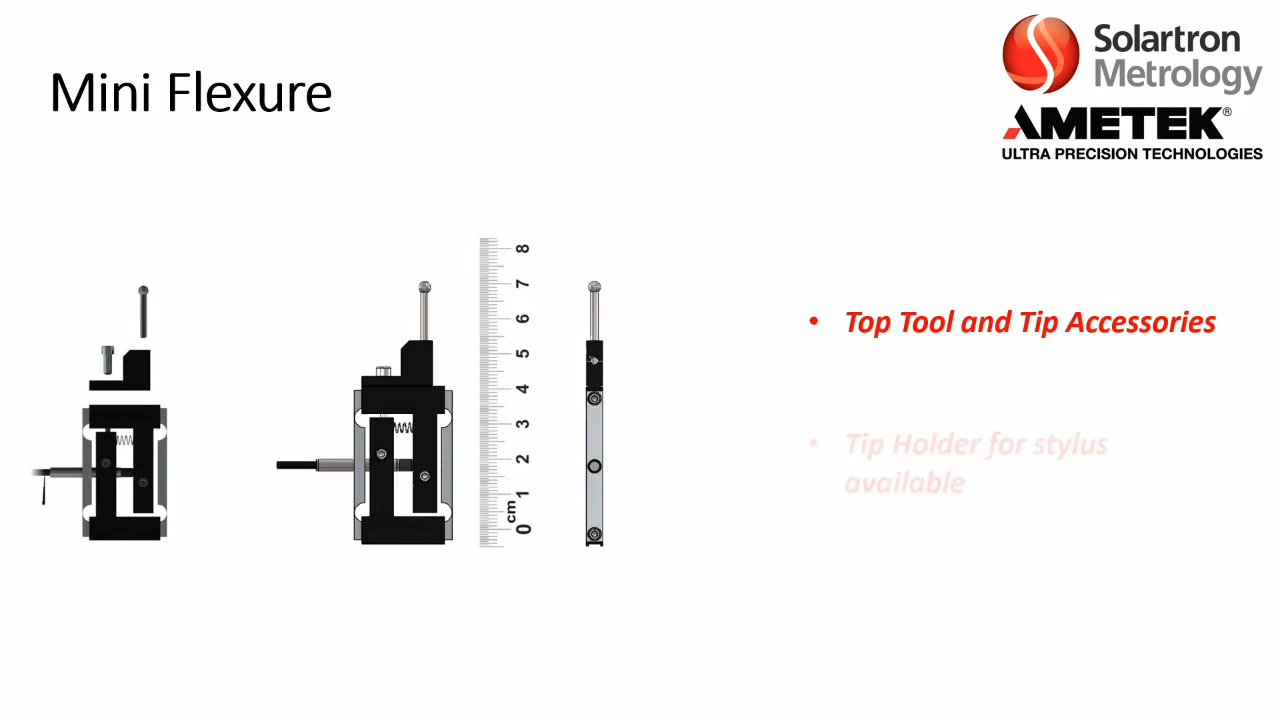 Mini Flexure
Solartron
Metrology
AMETEK®
ULTRA PRECISION TECHNOLOGIES
8
7
6
5
4
3
2
1
0
cm
• Top Tool and Tip Accessories
• Tip Holder for stylus
available